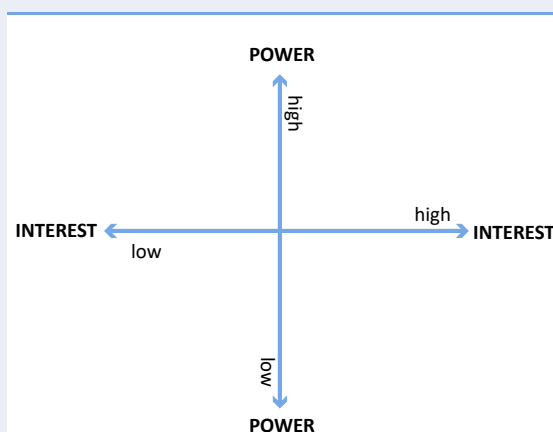 POWER
high
high
INTEREST
INTEREST
low
low
POWER